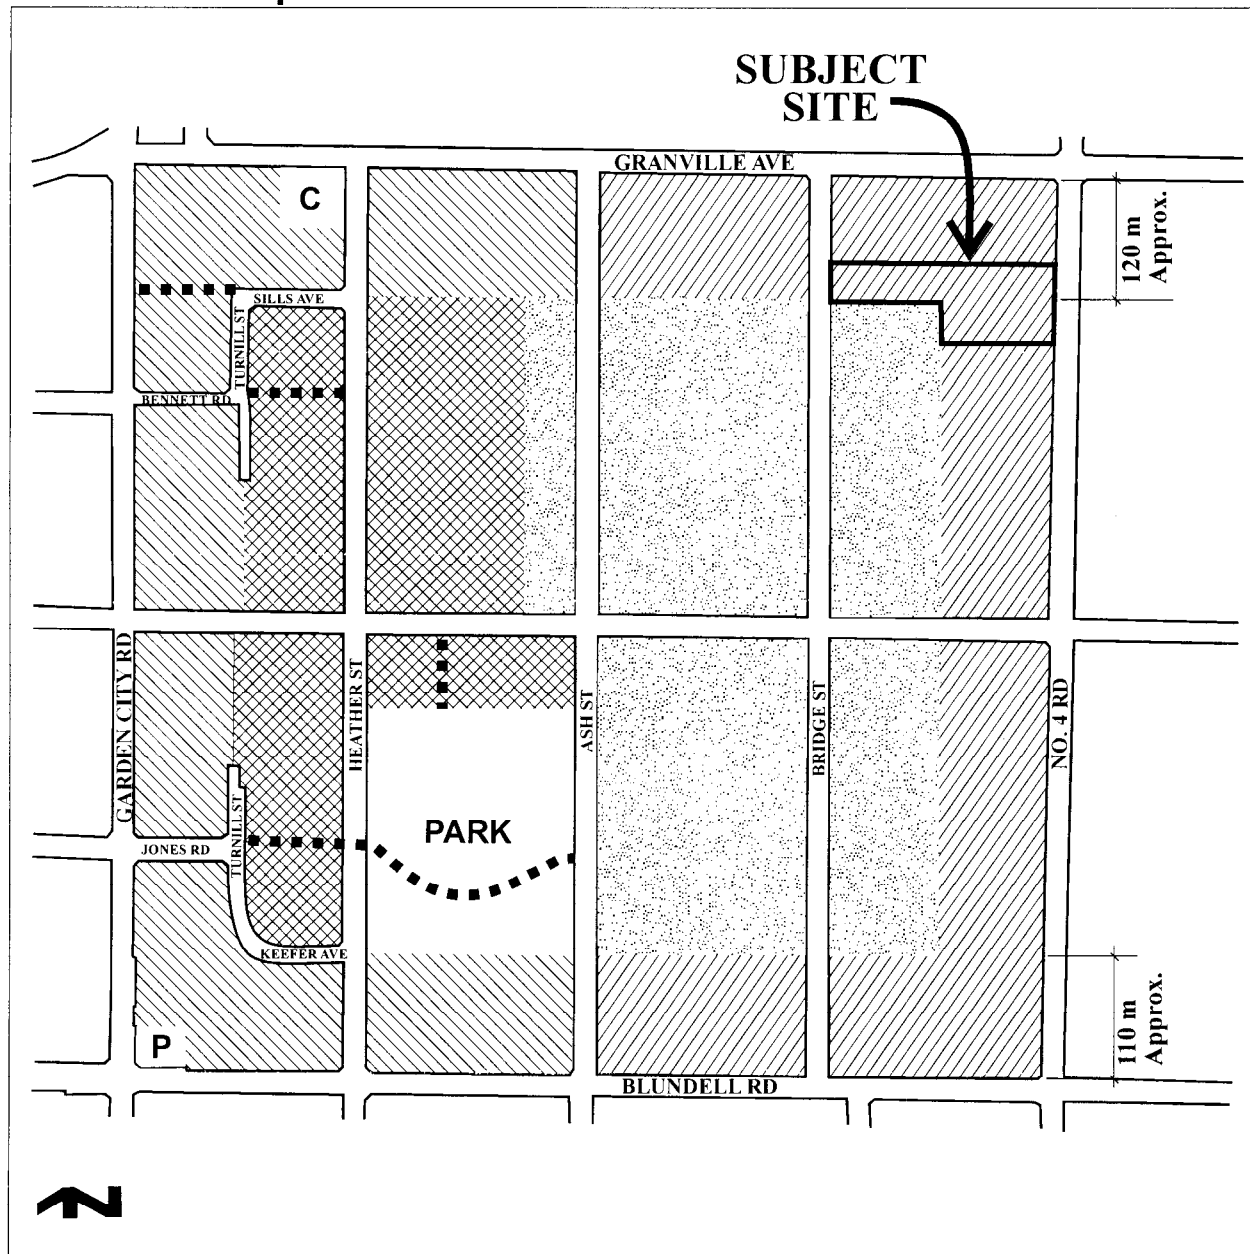 SUBJECT
SITE
GRANVILLE AVE
C
120 m
Approx.
SILLS AVE
TURNILL ST
BENNETT RD
GARDEN CITY RD
HEATHER ST
ASH ST
BRIDGE ST
NO. 4 RD
PARK
JONES RD
TURNILL ST
KEEFER AVE
110 m
Approx.
P
BLUNDELL RD
N